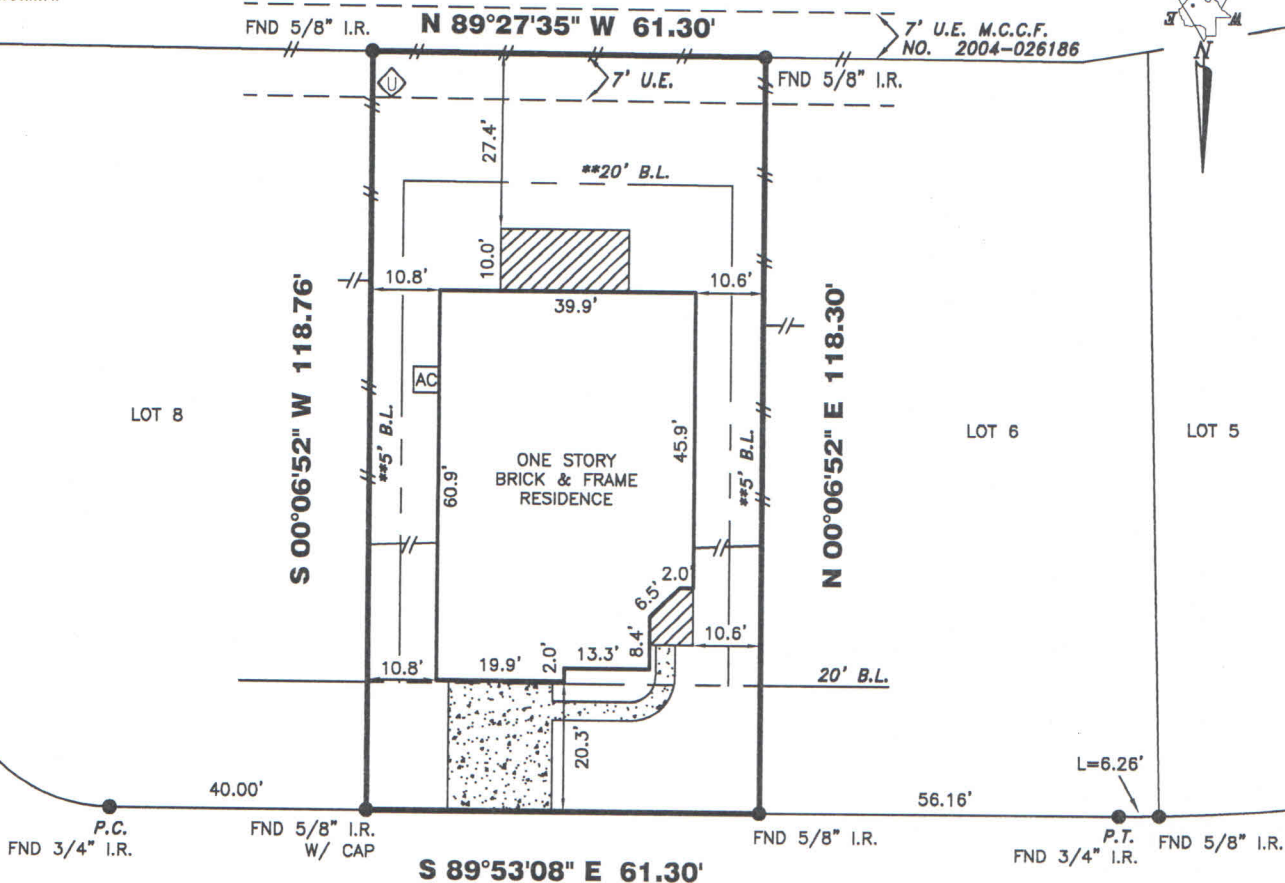 FND 5/8" I.R.
N 89°27'35" W 61.30'
7' U.E. M.C.C.F.
NO. 2004-026186
N
U
7' U.E.
FND 5/8" I.R.
27.4'
**20' B.L.
10.8'
10.0'
10.6'
39.9'
S 00°06'52" W 118.76'
N 00°06'52" E 118.30'
AC
LOT 8
**5' B.L.
60.9'
ONE STORY
BRICK & FRAME
RESIDENCE
45.9'
**5' B.L.
LOT 6
LOT 5
2.0'
6.5'
8.4'
10.6'
10.8'
19.9'
2.0'
13.3'
20' B.L.
20.3'
L=6.26'
40.00'
56.16'
P.C.
FND 3/4" I.R.
FND 5/8" I.R.
W/ CAP
FND 5/8" I.R.
P.T.
FND 3/4" I.R.
FND 5/8" I.R.
S 89°53'08" E 61.30'